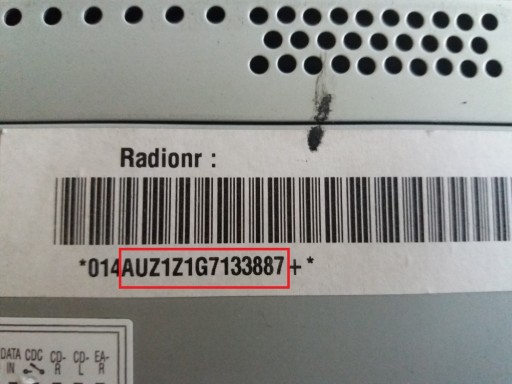 Radionr :
*014AUZ1Z1G7133887+*
DATA CDC CD- CD- EA-
IN R L R